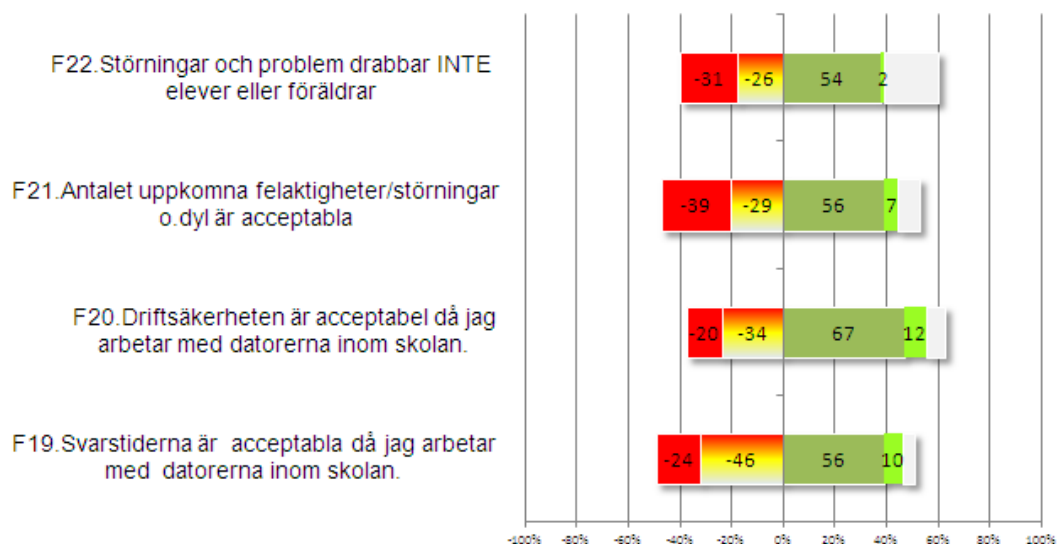 F22.Störningar och problem drabbar INTE
elever eller föräldrar
-31 -26 54 2
F21.Antalet uppkomna felaktigheter/störningar
o.dyl är acceptabla
-39 -29 56 7
F20.Driftsäkerheten är acceptabel då jag
arbetar med datorerna inom skolan.
-20 -34 67 12
F19.Svarstiderna är acceptabla då jag arbetar
med datorerna inom skolan.
-24 -46 56 10
-100% -80% -60% -40% -20% 0% 20% 40% 60% 80% 100%